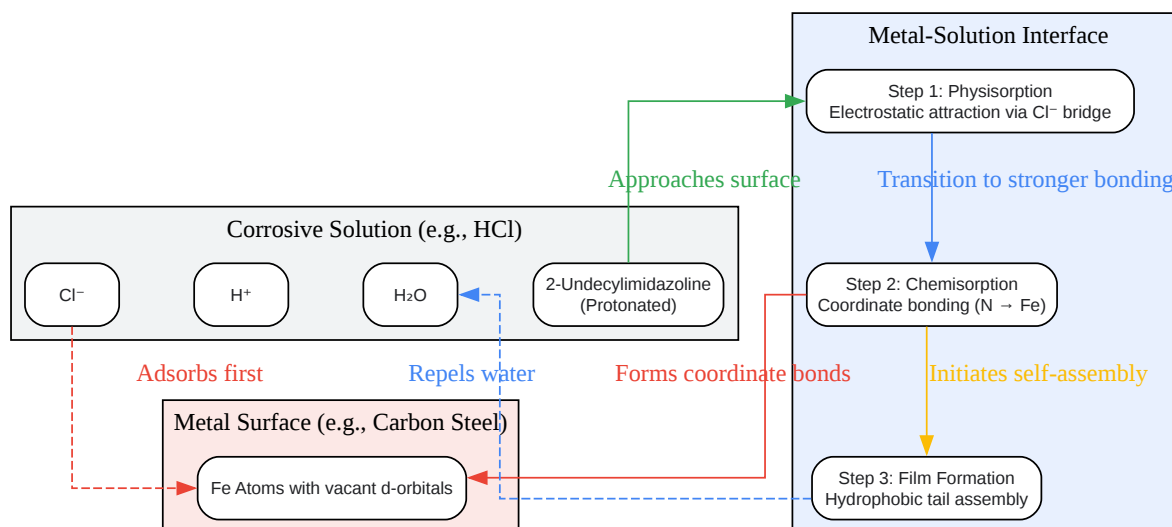 Metal-Solution Interface
Step 1: Physisorption
Electrostatic attraction via Cl⁻ bridge
Approaches surface
Transition to stronger bonding
Corrosive Solution (e.g., HCl)
Cl⁻
H⁺
H₂O
2-Undecylimidazoline
(Protonated)
Step 2: Chemisorption
Coordinate bonding (N → Fe)
Adsorbs first
Repels water
Forms coordinate bonds
Initiates self-assembly
Metal Surface (e.g., Carbon Steel)
Fe Atoms with vacant d-orbitals
Step 3: Film Formation
Hydrophobic tail assembly